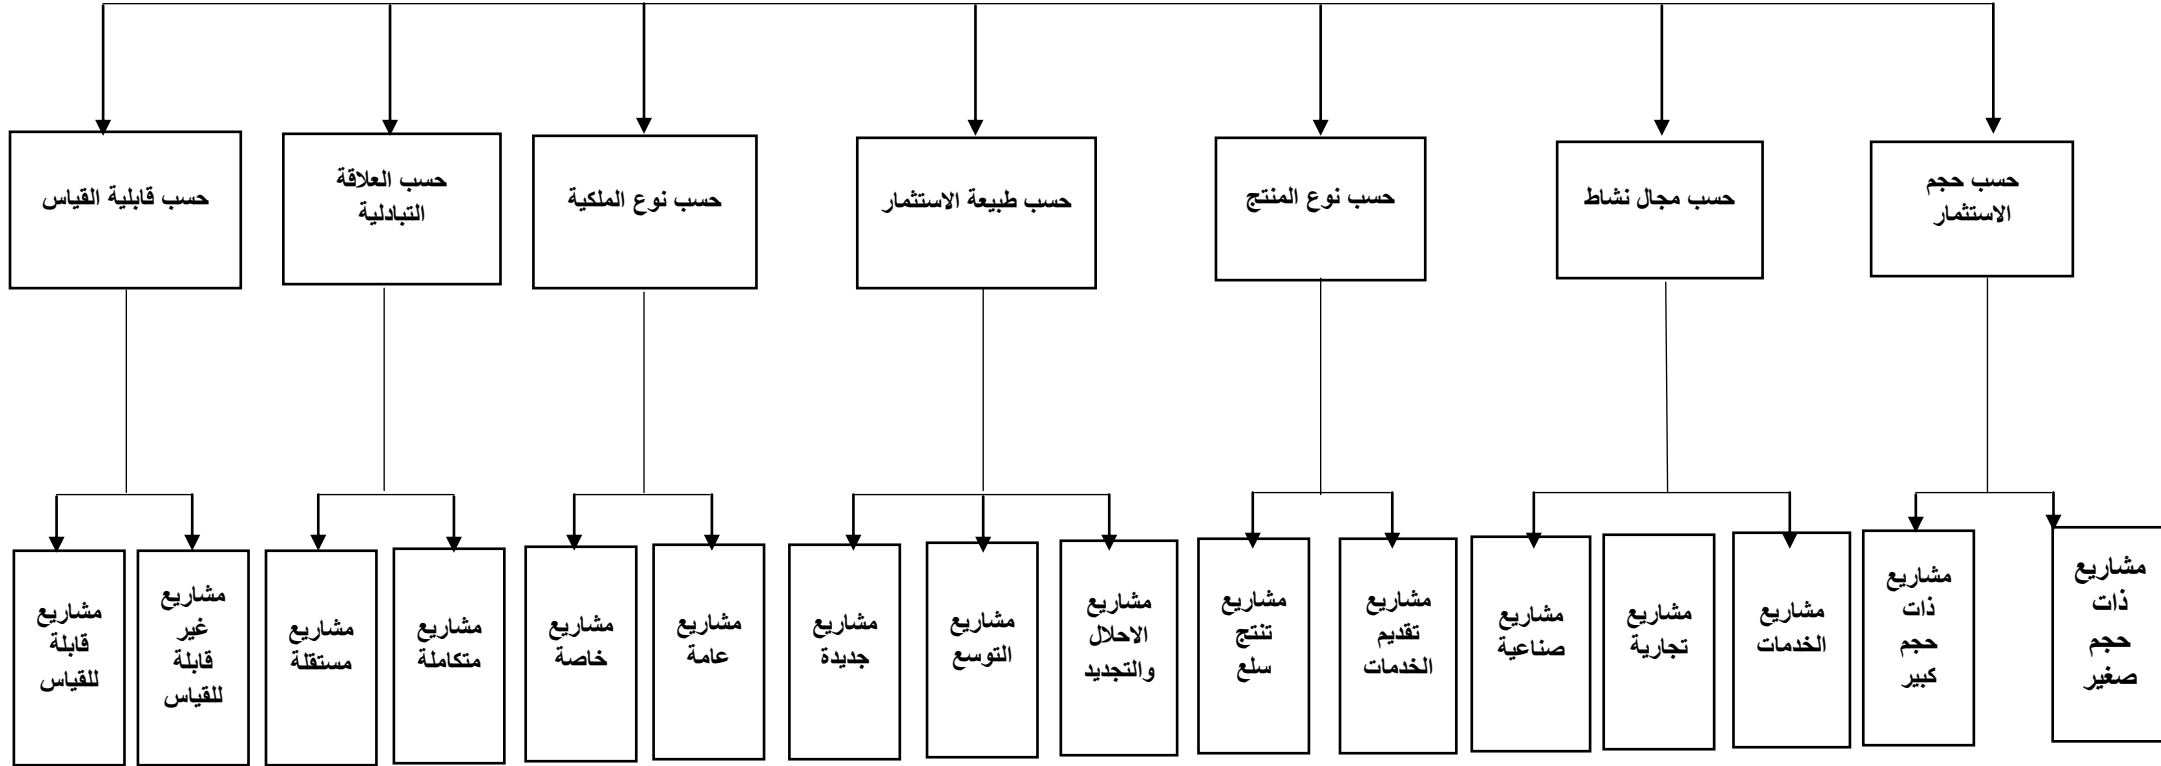 حسب حجم
الاستثمار
حسب مجال نشاط
حسب نوع المنتج
حسب طبيعة الاستثمار
حسب نوع الملكية
حسب العلاقة
التبادلية
حسب قابلية القياس
مشاريع
ذات
حجم
صغير
مشاريع
ذات
حجم
كبير
مشاريع
الخدمات
مشاريع
تجارية
مشاريع
صناعية
مشاريع
تقديم
الخدمات
مشاريع
تنتج
سلع
مشاريع
الاحلال
والتجديد
مشاريع
التوسع
مشاريع
جديدة
مشاريع
عامة
مشاريع
خاصة
مشاريع
متكاملة
مشاريع
مستقلة
مشاريع
غير
قابلة
للقياس
مشاريع
قابلة
للقياس